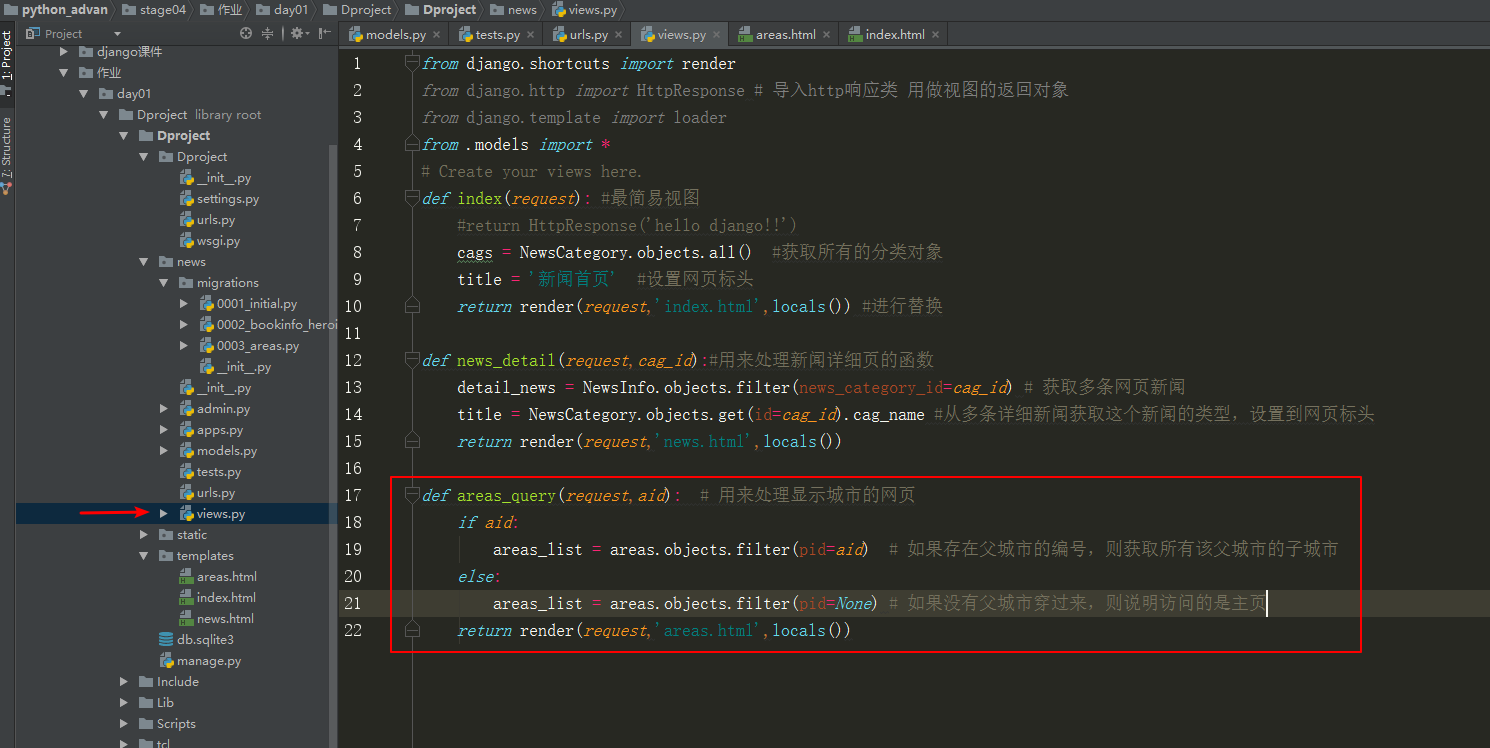 python_advan stage04 作业 day01 Dproject Dproject news views.py
1: Project
7: Structure
Project
models.py tests.py urls.py views.py areas.html index.html
django课件
作业
day01
Dproject library root
Dproject
Dproject
__init__.py
settings.py
urls.py
wsgi.py
news
migrations
0001_initial.py
0002_bookinfo_heroi
0003_areas.py
__init__.py
__init__.py
admin.py
apps.py
models.py
tests.py
urls.py
views.py
static
templates
areas.html
index.html
news.html
db.sqlite3
manage.py
Include
Lib
Scripts
tcl
1 from django.shortcuts import render
2 from django.http import HttpResponse # 导入http响应类 用做视图的返回对象
3 from django.template import loader
4 from .models import *
5 # Create your views here.
6 def index(request): #最简易视图
7 #return HttpResponse('hello django!!')
8 cags = NewsCategory.objects.all() #获取所有的分类对象
9 title = '新闻首页' #设置网页标头
10 return render(request,'index.html',locals()) #进行替换
11
12 def news_detail(request,cag_id):#用来处理新闻详细页的函数
13 detail_news = NewsInfo.objects.filter(news_category_id=cag_id) # 获取多条网页新闻
14 title = NewsCategory.objects.get(id=cag_id).cag_name #从多条详细新闻获取这个新闻的类型，设置到网页标头
15 return render(request,'news.html',locals())
16
17 def areas_query(request,aid): # 用来处理显示城市的网页
18 if aid:
19 areas_list = areas.objects.filter(pid=aid) # 如果存在父城市的编号，则获取所有该父城市的子城市
20 else:
21 areas_list = areas.objects.filter(pid=None) # 如果没有父城市穿过来，则说明访问的是主页
22 return render(request,'areas.html',locals())